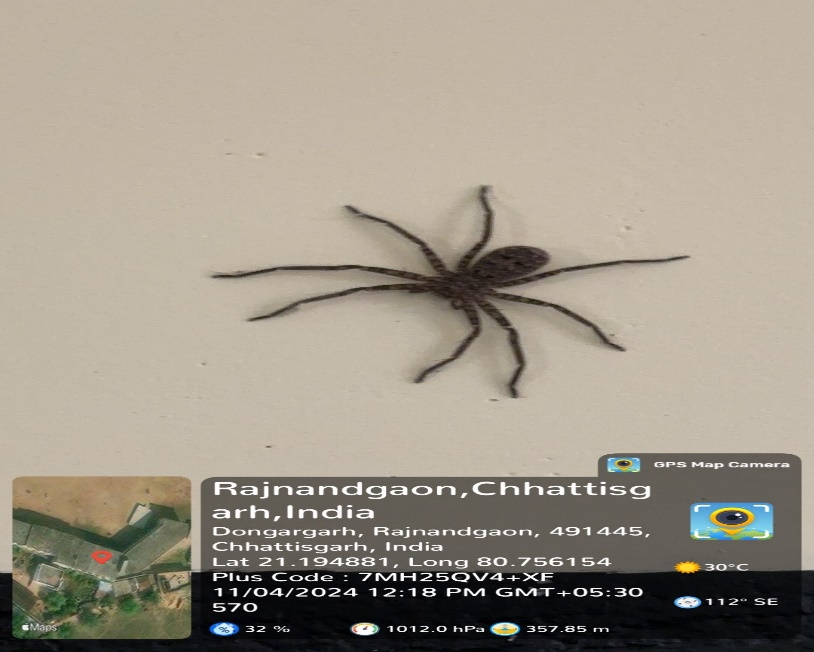 GPS Map Camera
Rajnandgaon,Chhattisg
arh,India
Dongargarh, Rajnandgaon, 491445,
Chhattisgarh, India
Lat 21.194881, Long 80.756154
Plus Code : 7MH25QV4+XF
11/04/2024 12:18 PM GMT+05:30
570
30°C
112° SE
32 %
1012.0 hPa
357.85 m
Maps